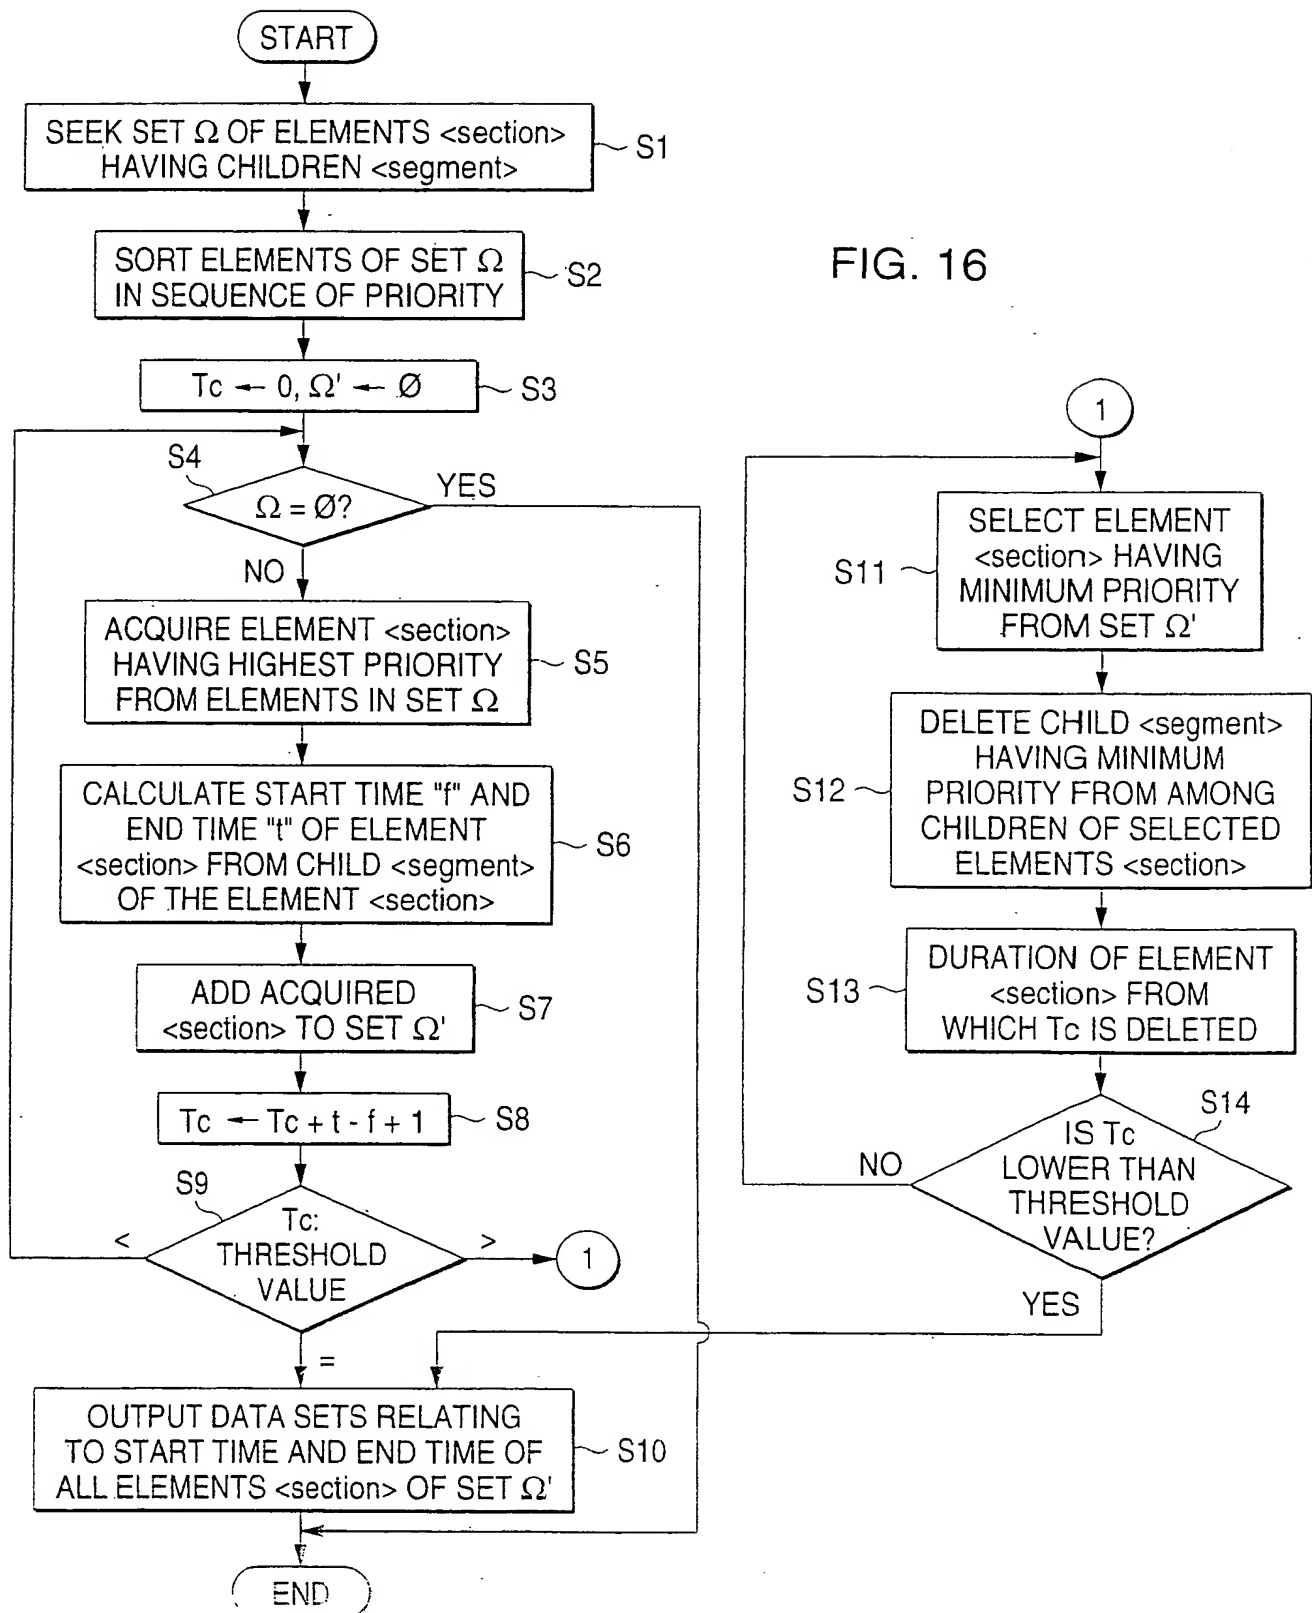 START
SEEK SET Ω OF ELEMENTS <section>
HAVING CHILDREN <segment>
S1
SORT ELEMENTS OF SET Ω
IN SEQUENCE OF PRIORITY
S2
FIG. 16
Tc ← 0, Ω' ← Ø
S3
S4
Ω = Ø?
YES
NO
ACQUIRE ELEMENT <section>
HAVING HIGHEST PRIORITY
FROM ELEMENTS IN SET Ω
S5
CALCULATE START TIME "f" AND
END TIME "t" OF ELEMENT
<section> FROM CHILD <segment>
OF THE ELEMENT <section>
S6
ADD ACQUIRED
<section> TO SET Ω'
S7
Tc ← Tc + t - f + 1
S8
S9
Tc:
THRESHOLD
VALUE
<
>
1
=
OUTPUT DATA SETS RELATING
TO START TIME AND END TIME OF
ALL ELEMENTS <section> OF SET Ω'
S10
END
1
SELECT ELEMENT
<section> HAVING
MINIMUM PRIORITY
FROM SET Ω'
S11
DELETE CHILD <segment>
HAVING MINIMUM
PRIORITY FROM AMONG
CHILDREN OF SELECTED
ELEMENTS <section>
S12
DURATION OF ELEMENT
<section> FROM
WHICH Tc IS DELETED
S13
S14
IS Tc
LOWER THAN
THRESHOLD
VALUE?
NO
YES